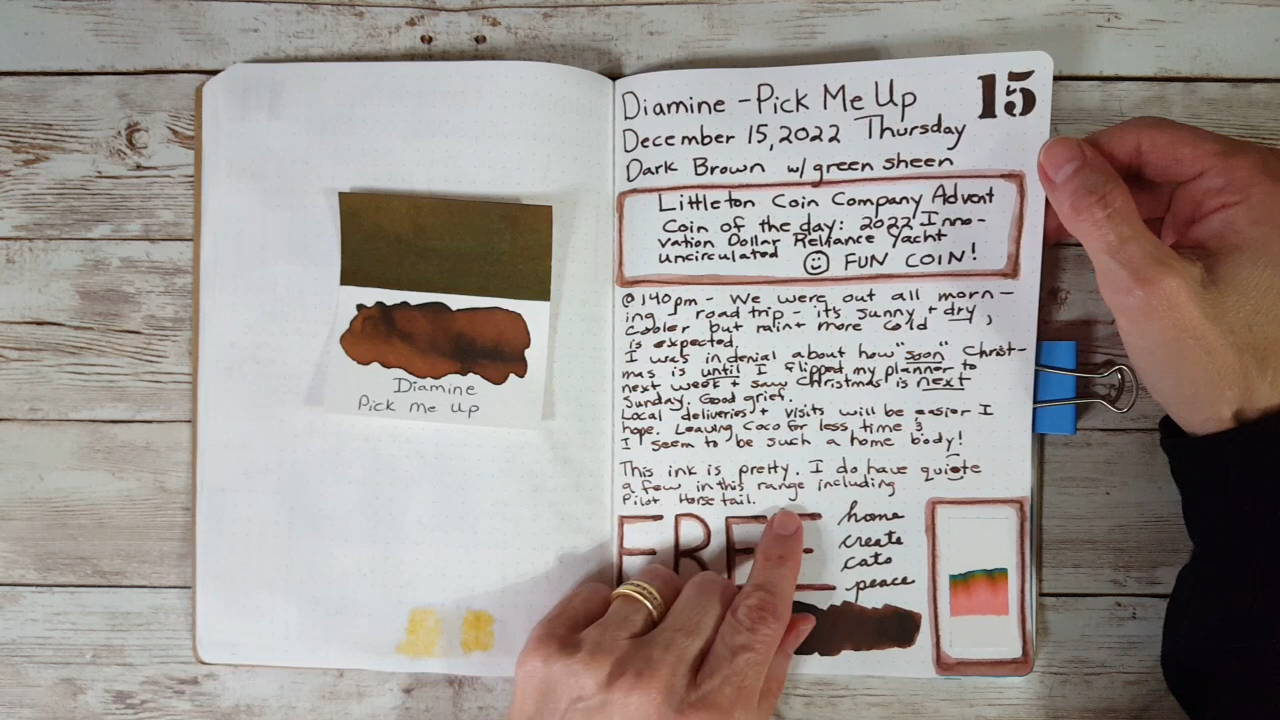 Diamine
Pick Me Up
15
Diamine - Pick Me Up
December 15, 2022 Thursday
Dark Brown w/ green sheen
Littleton Coin Company Advent
Coin of the day: 2022 Inno-
vation Dollar Reliance Yacht
uncirculated ☺ FUN COIN!
@ 140pm - We were out all morn-
ing - road trip - it's sunny + dry,
cooler but rain + more cold
is expected.
I was in denial about how "soon" Christ-
mas is until I flipped my planner to
next week + saw Christmas is next
Sunday. Good grief.
Local deliveries + visits will be easier I
hope. Leaving Coco for less time &
I seem to be such a home body!
This ink is pretty. I do have quiete
a few in this range including
Pilot Horse tail.
FREE
home
create
cats
peace